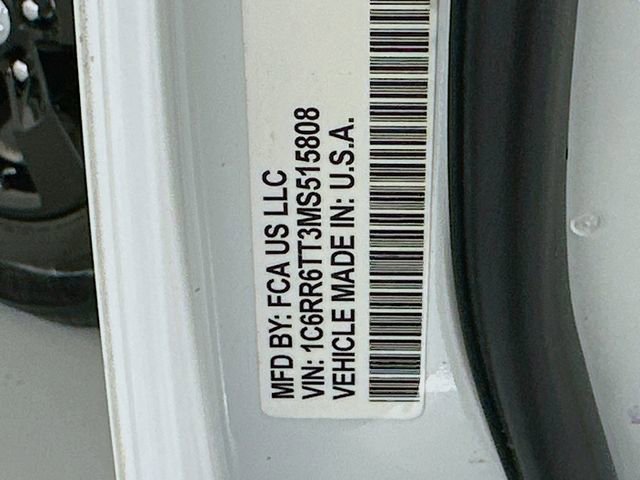 MFD BY: FCA US LLC
VIN: 1C6RR6TT3MS515808
VEHICLE MADE IN: U.S.A.